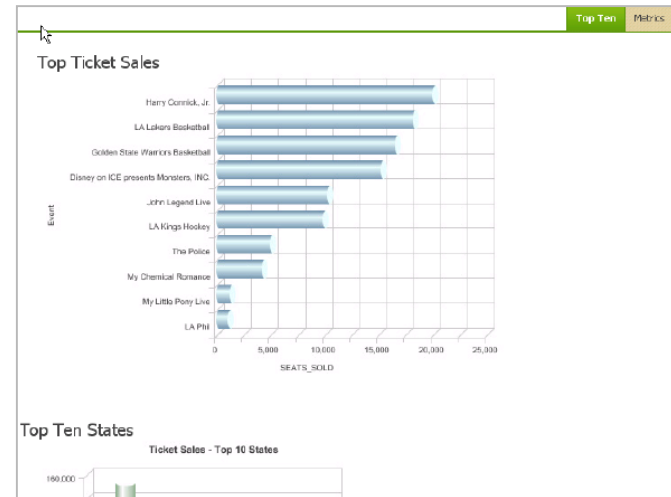 Top Ten
Metrics
Top Ticket Sales
Harry Connick, Jr.
LA Lakers Basketball
Golden State Warriors Basketball
Disney on ICE presents Monsters, INC.
John Legend Live
LA Kings Hockey
The Police
My Chemical Romance
My Little Pony Live
LA Phil
Event
0 5,000 10,000 15,000 20,000 25,000
SEATS_SOLD
Top Ten States
Ticket Sales - Top 10 States
160,000